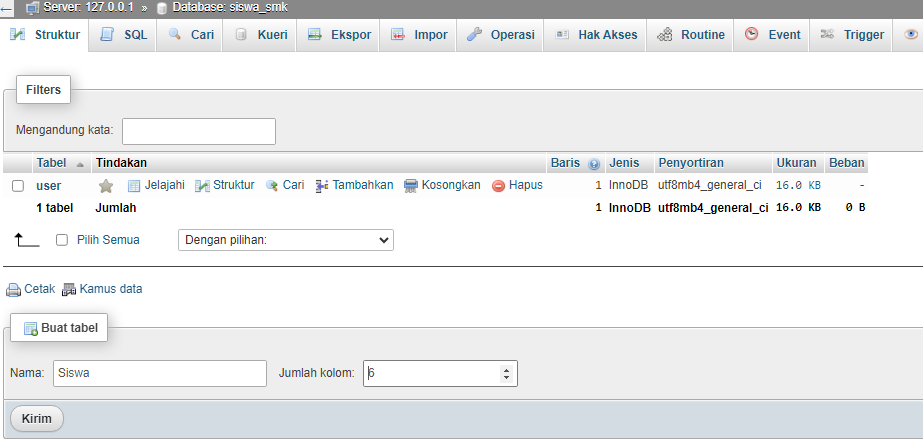 Server: 127.0.0.1 » Database: siswa_smk
Struktur SQL Cari Kueri Ekspor Impor Operasi Hak Akses Routine Event Trigger
Filters
Mengandung kata:
Tabel Tindakan Baris Jenis Penyortiran Ukuran Beban
user Jelajahi Struktur Cari Tambahkan Kosongkan Hapus 1 InnoDB utf8mb4_general_ci 16.0 KB -
1 tabel Jumlah 1 InnoDB utf8mb4_general_ci 16.0 KB 0 B
Pilih Semua Dengan pilihan:
Cetak Kamus data
Buat tabel
Nama: Siswa Jumlah kolom: 6
Kirim